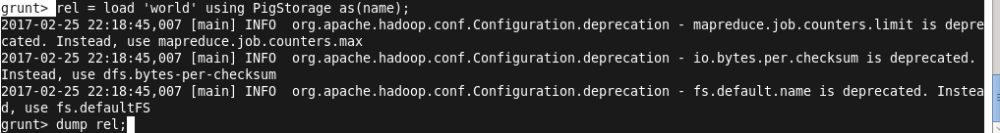 grunt> rel = load 'world' using PigStorage as(name);
2017-02-25 22:18:45,007 [main] INFO  org.apache.hadoop.conf.Configuration.deprecation - mapreduce.job.counters.limit is depre
cated. Instead, use mapreduce.job.counters.max
2017-02-25 22:18:45,007 [main] INFO  org.apache.hadoop.conf.Configuration.deprecation - io.bytes.per.checksum is deprecated.
Instead, use dfs.bytes-per-checksum
2017-02-25 22:18:45,007 [main] INFO  org.apache.hadoop.conf.Configuration.deprecation - fs.default.name is deprecated. Instea
d, use fs.defaultFS
grunt> dump rel;